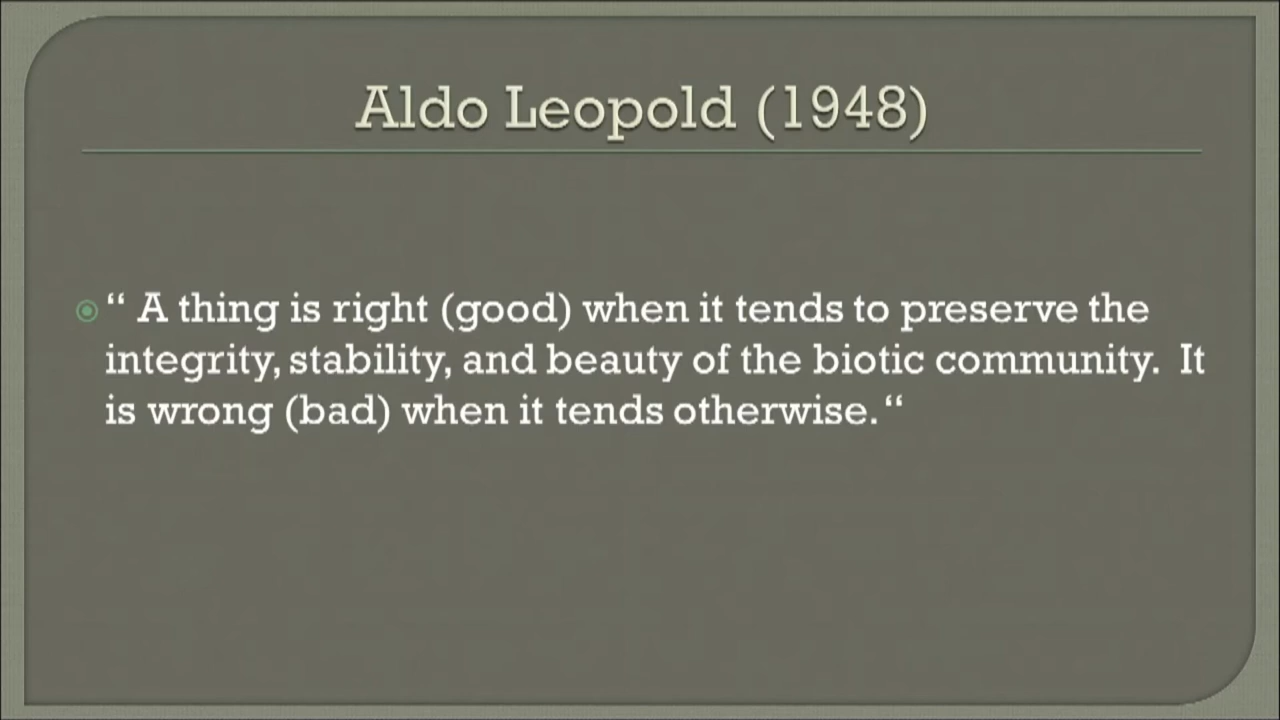 Aldo Leopold (1948)
“ A thing is right (good) when it tends to preserve the
integrity, stability, and beauty of the biotic community.  It
is wrong (bad) when it tends otherwise. “